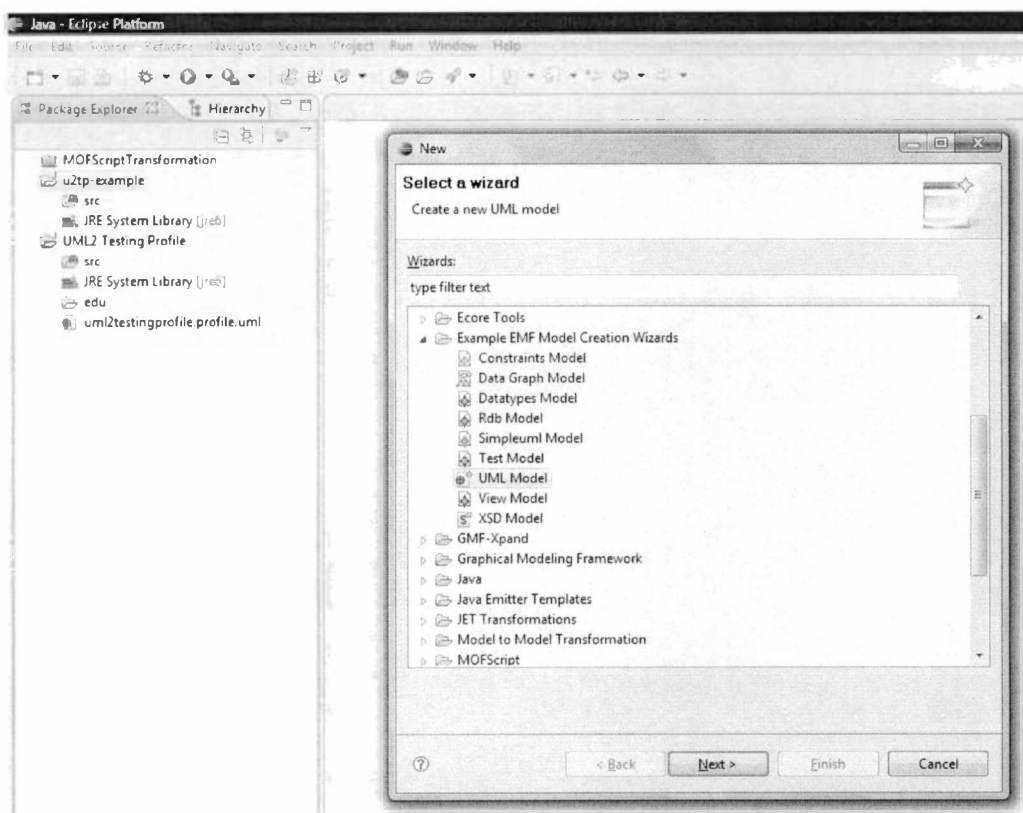 Java - Eclipse Platform
File Edit Source Refactor Navigate Search Project Run Window Help
Package Explorer
Hierarchy
MOFScriptTransformation
u2tp-example
src
JRE System Library [jre6]
UML2 Testing Profile
src
JRE System Library [jre6]
edu
uml2testingprofile.profile.uml
New
Select a wizard
Create a new UML model
Wizards:
type filter text
Ecore Tools
Example EMF Model Creation Wizards
Constraints Model
Data Graph Model
Datatypes Model
Rdb Model
Simpleuml Model
Test Model
UML Model
View Model
XSD Model
GMF-Xpand
Graphical Modeling Framework
Java
Java Emitter Templates
JET Transformations
Model to Model Transformation
MOFScript
< Back
Next >
Finish
Cancel